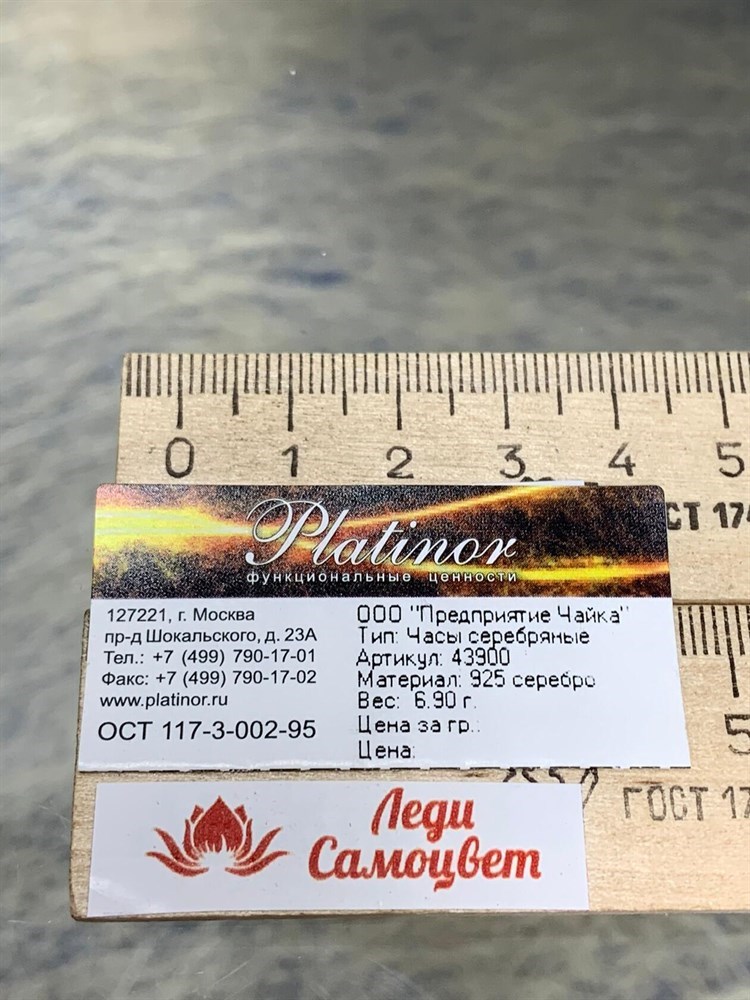 0 1 2 3 4 5
Platinor
функциональные ценности
СТ 174
127221, г. Москва
пр-д Шокальского, д. 23А
Тел.: +7 (499) 790-17-01
Факс: +7 (499) 790-17-02
www.platinor.ru
ОСТ 117-3-002-95
ООО "Предприятие Чайка"
Тип: Часы серебряные
Артикул: 43900
Материал: 925 серебро
Вес: 6.90 г.
Цена за гр.:
Цена:
5
ГОСТ 17
Леди
Самоцвет